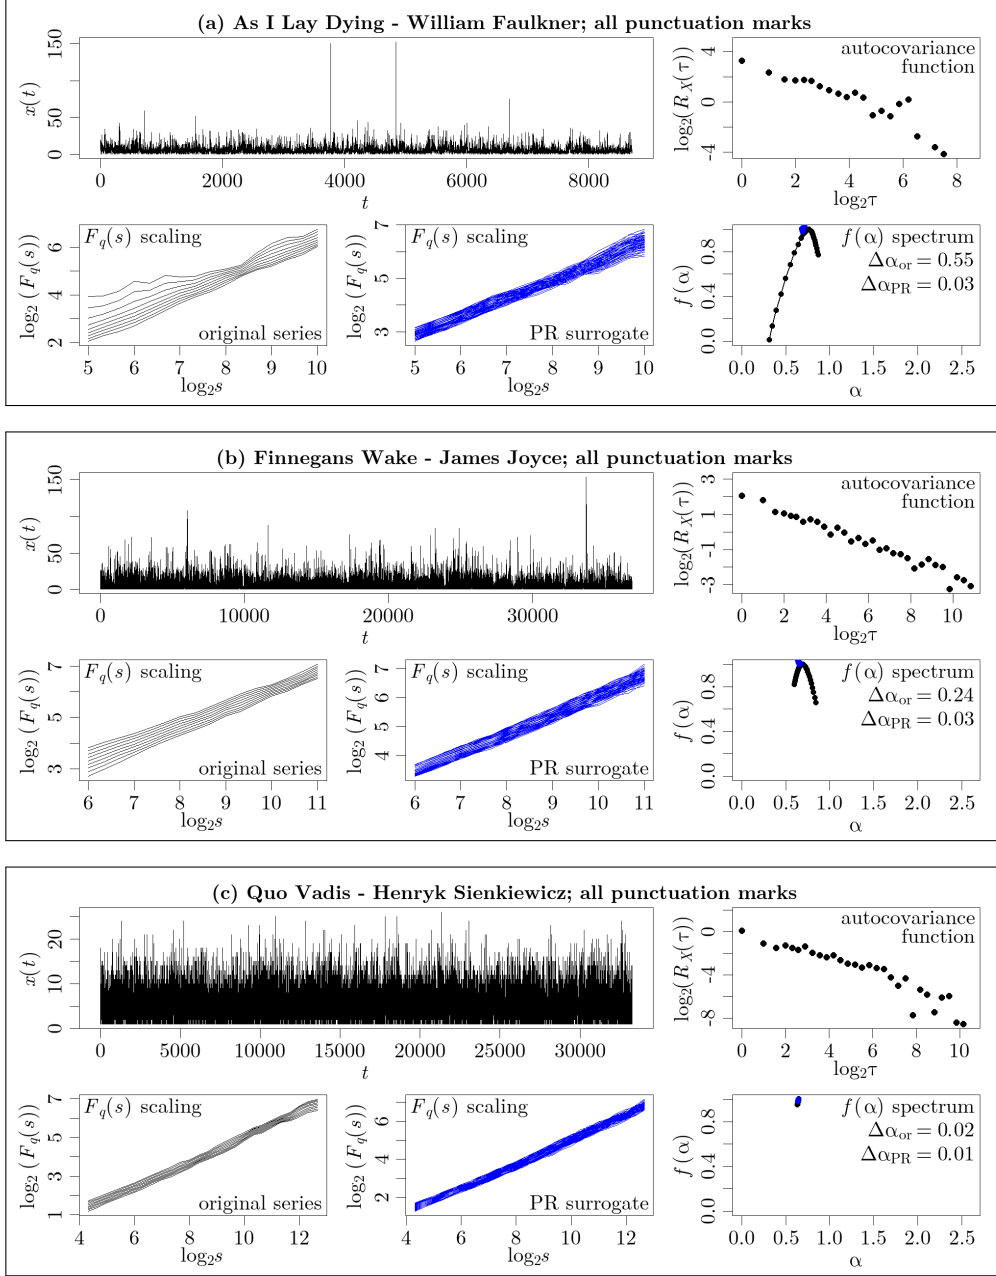 (a) As I Lay Dying - William Faulkner; all punctuation marks
x(t)
0 50 150
0 2000 4000 6000 8000
t
log2(RX(τ))
-4 0 4
autocovariance
function
0 2 4 6 8
log2τ
log2 (Fq(s))
2 4 6
Fq(s) scaling
original series
5 6 7 8 9 10
log2s
log2 (Fq(s))
3 5 7
Fq(s) scaling
PR surrogate
5 6 7 8 9 10
log2s
f(α)
0.0 0.4 0.8
f(α) spectrum
Δαor = 0.55
ΔαPR = 0.03
0.0 0.5 1.0 1.5 2.0 2.5
α
(b) Finnegans Wake - James Joyce; all punctuation marks
x(t)
0 50 150
0 10000 20000 30000
t
log2(RX(τ))
-3 -1 1 3
autocovariance
function
0 2 4 6 8 10
log2τ
log2 (Fq(s))
3 5 7
Fq(s) scaling
original series
6 7 8 9 10 11
log2s
log2 (Fq(s))
4 5 6 7
Fq(s) scaling
PR surrogate
6 7 8 9 10 11
log2s
f(α)
0.0 0.4 0.8
f(α) spectrum
Δαor = 0.24
ΔαPR = 0.03
0.0 0.5 1.0 1.5 2.0 2.5
α
(c) Quo Vadis - Henryk Sienkiewicz; all punctuation marks
x(t)
0 10 20
0 5000 10000 15000 20000 25000 30000
t
log2(RX(τ))
-8 -4 0
autocovariance
function
0 2 4 6 8 10
log2τ
log2 (Fq(s))
1 3 5 7
Fq(s) scaling
original series
4 6 8 10 12
log2s
log2 (Fq(s))
2 4 6
Fq(s) scaling
PR surrogate
4 6 8 10 12
log2s
f(α)
0.0 0.4 0.8
f(α) spectrum
Δαor = 0.02
ΔαPR = 0.01
0.0 0.5 1.0 1.5 2.0 2.5
α